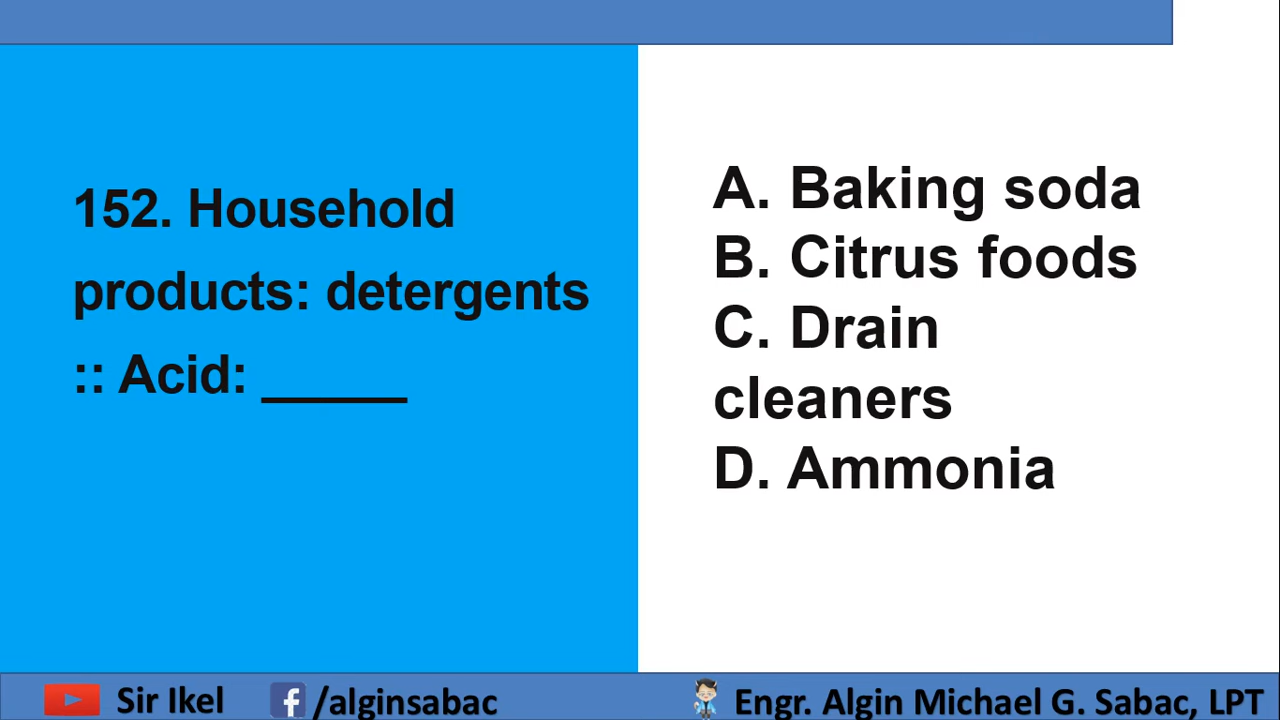 152. Household
products: detergents
:: Acid: _____
A. Baking soda
B. Citrus foods
C. Drain
cleaners
D. Ammonia
Sir Ikel
/alginsabac
Engr. Algin Michael G. Sabac, LPT